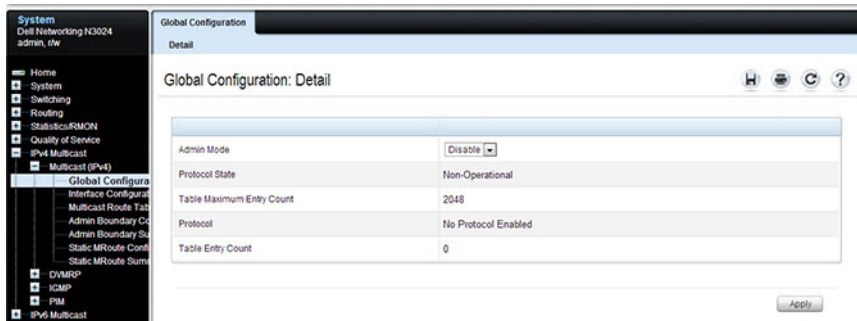 System
Dell Networking N3024
admin, r/w
Home
System
Switching
Routing
Statistics/RMON
Quality of Service
IPv4 Multicast
Multicast (IPv4)
Global Configura
Interface Configurat
Multicast Route Tab
Admin Boundary Co
Admin Boundary Su
Static MRoute Confi
Static MRoute Summ
DVMRP
IGMP
PIM
IPv6 Multicast
Global Configuration
Detail
Global Configuration: Detail
Admin Mode Disable
Protocol State Non-Operational
Table Maximum Entry Count 2048
Protocol No Protocol Enabled
Table Entry Count 0
Apply